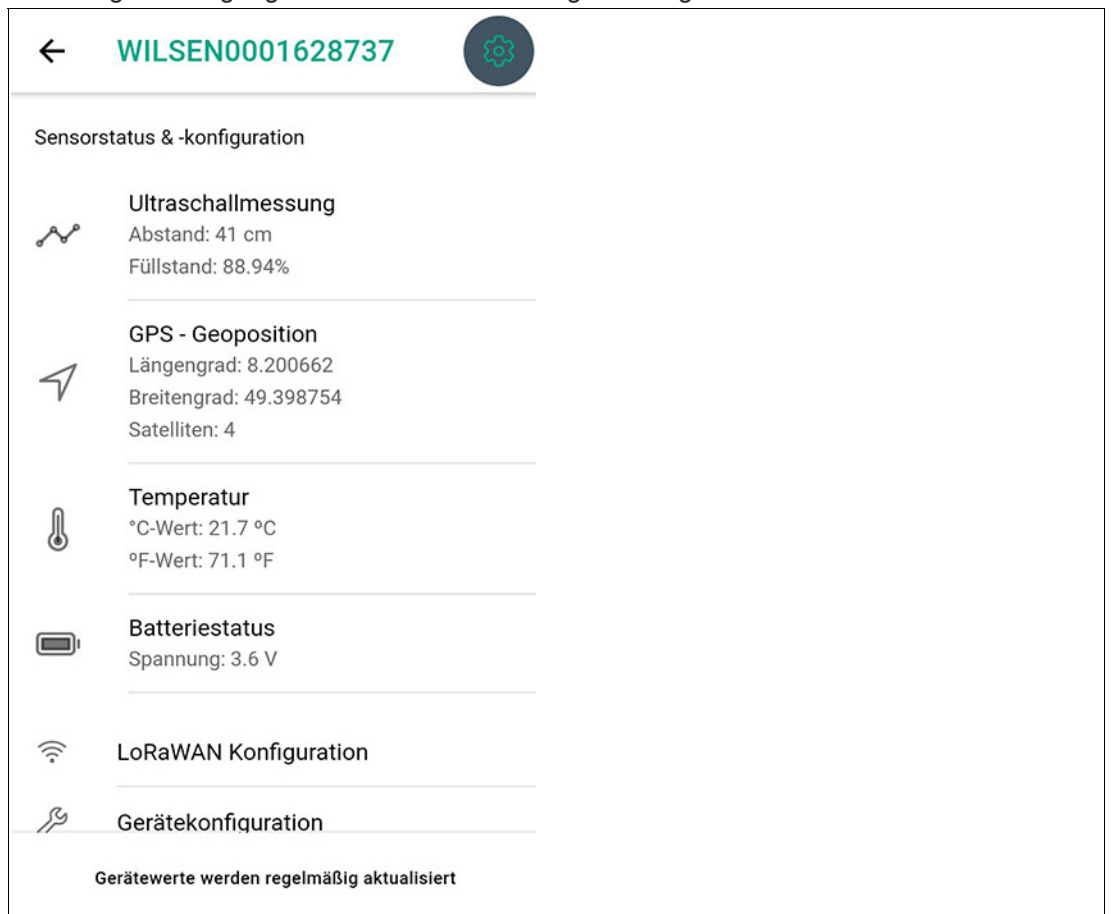 WILSEN0001628737
Sensorstatus & -konfiguration
Ultraschallmessung
Abstand: 41 cm
Füllstand: 88.94%
GPS - Geoposition
Längengrad: 8.200662
Breitengrad: 49.398754
Satelliten: 4
Temperatur
°C-Wert: 21.7 ºC
ºF-Wert: 71.1 ºF
Batteriestatus
Spannung: 3.6 V
LoRaWAN Konfiguration
Gerätekonfiguration
Gerätewerte werden regelmäßig aktualisiert